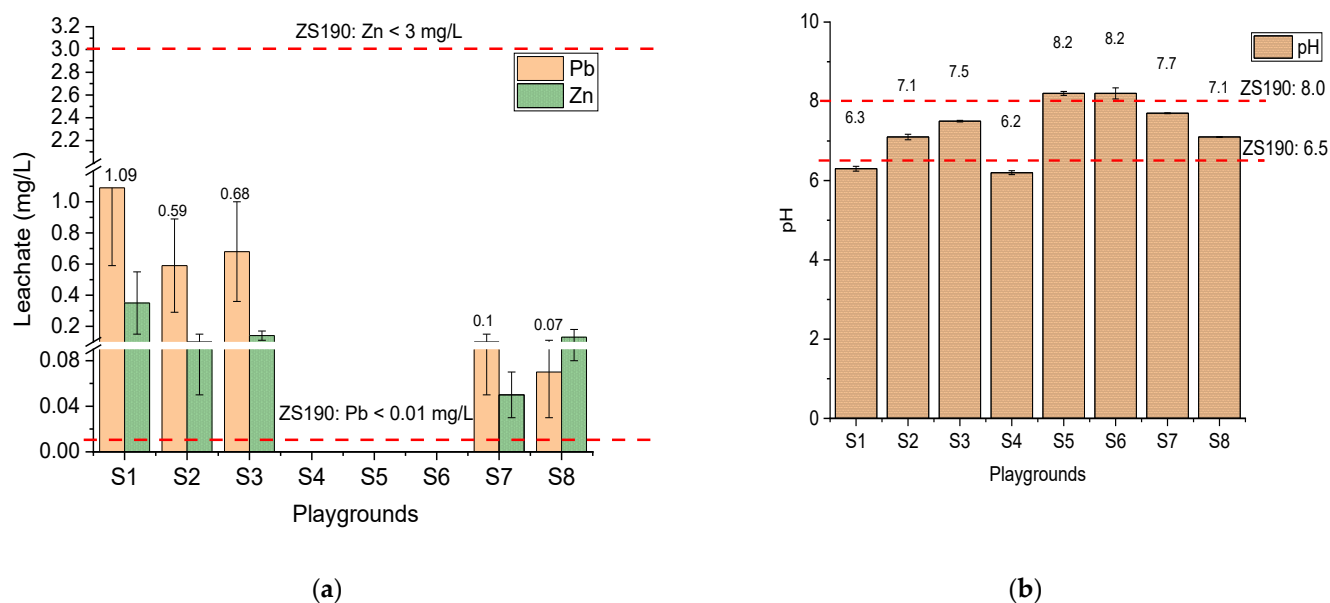 ZS190: Zn < 3 mg/L
Pb
Zn
3.2
3.0
2.8
2.6
2.4
2.2
1.0
0.8
0.6
0.4
0.2
0.08
0.04
0.00
Leachate (mg/L)
1.09
0.59
0.68
0.1
0.07
ZS190: Pb < 0.01 mg/L
S1 S2 S3 S4 S5 S6 S7 S8
Playgrounds
(a)
pH
10
8
6
4
2
0
pH
6.3
7.1
7.5
6.2
8.2
8.2
7.7
7.1
ZS190: 8.0
ZS190: 6.5
S1 S2 S3 S4 S5 S6 S7 S8
Playgrounds
(b)